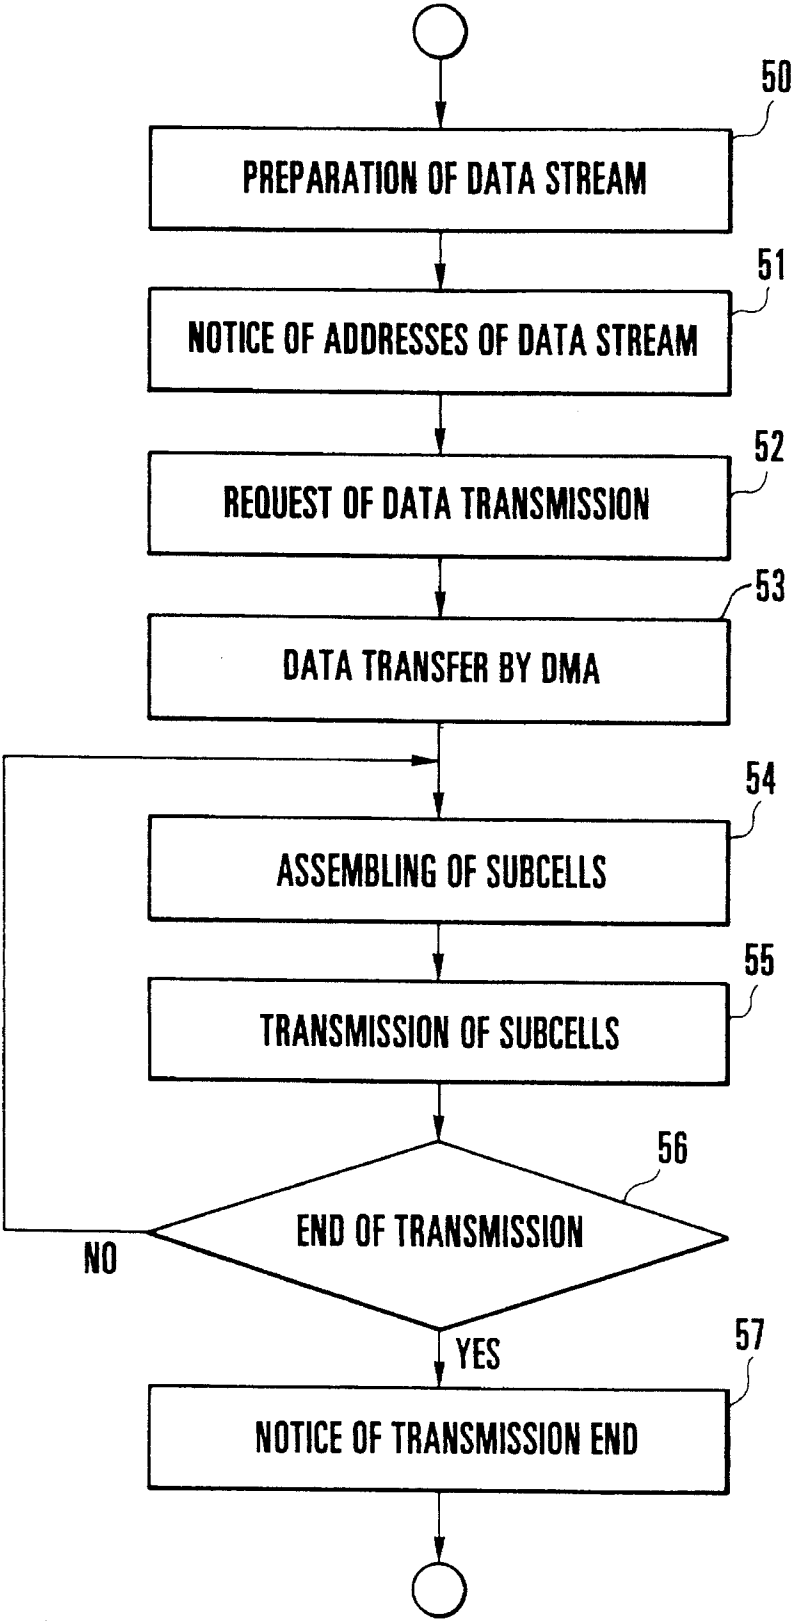 50
PREPARATION OF DATA STREAM
51
NOTICE OF ADDRESSES OF DATA STREAM
52
REQUEST OF DATA TRANSMISSION
53
DATA TRANSFER BY DMA
54
ASSEMBLING OF SUBCELLS
55
TRANSMISSION OF SUBCELLS
56
END OF TRANSMISSION
NO
YES
57
NOTICE OF TRANSMISSION END